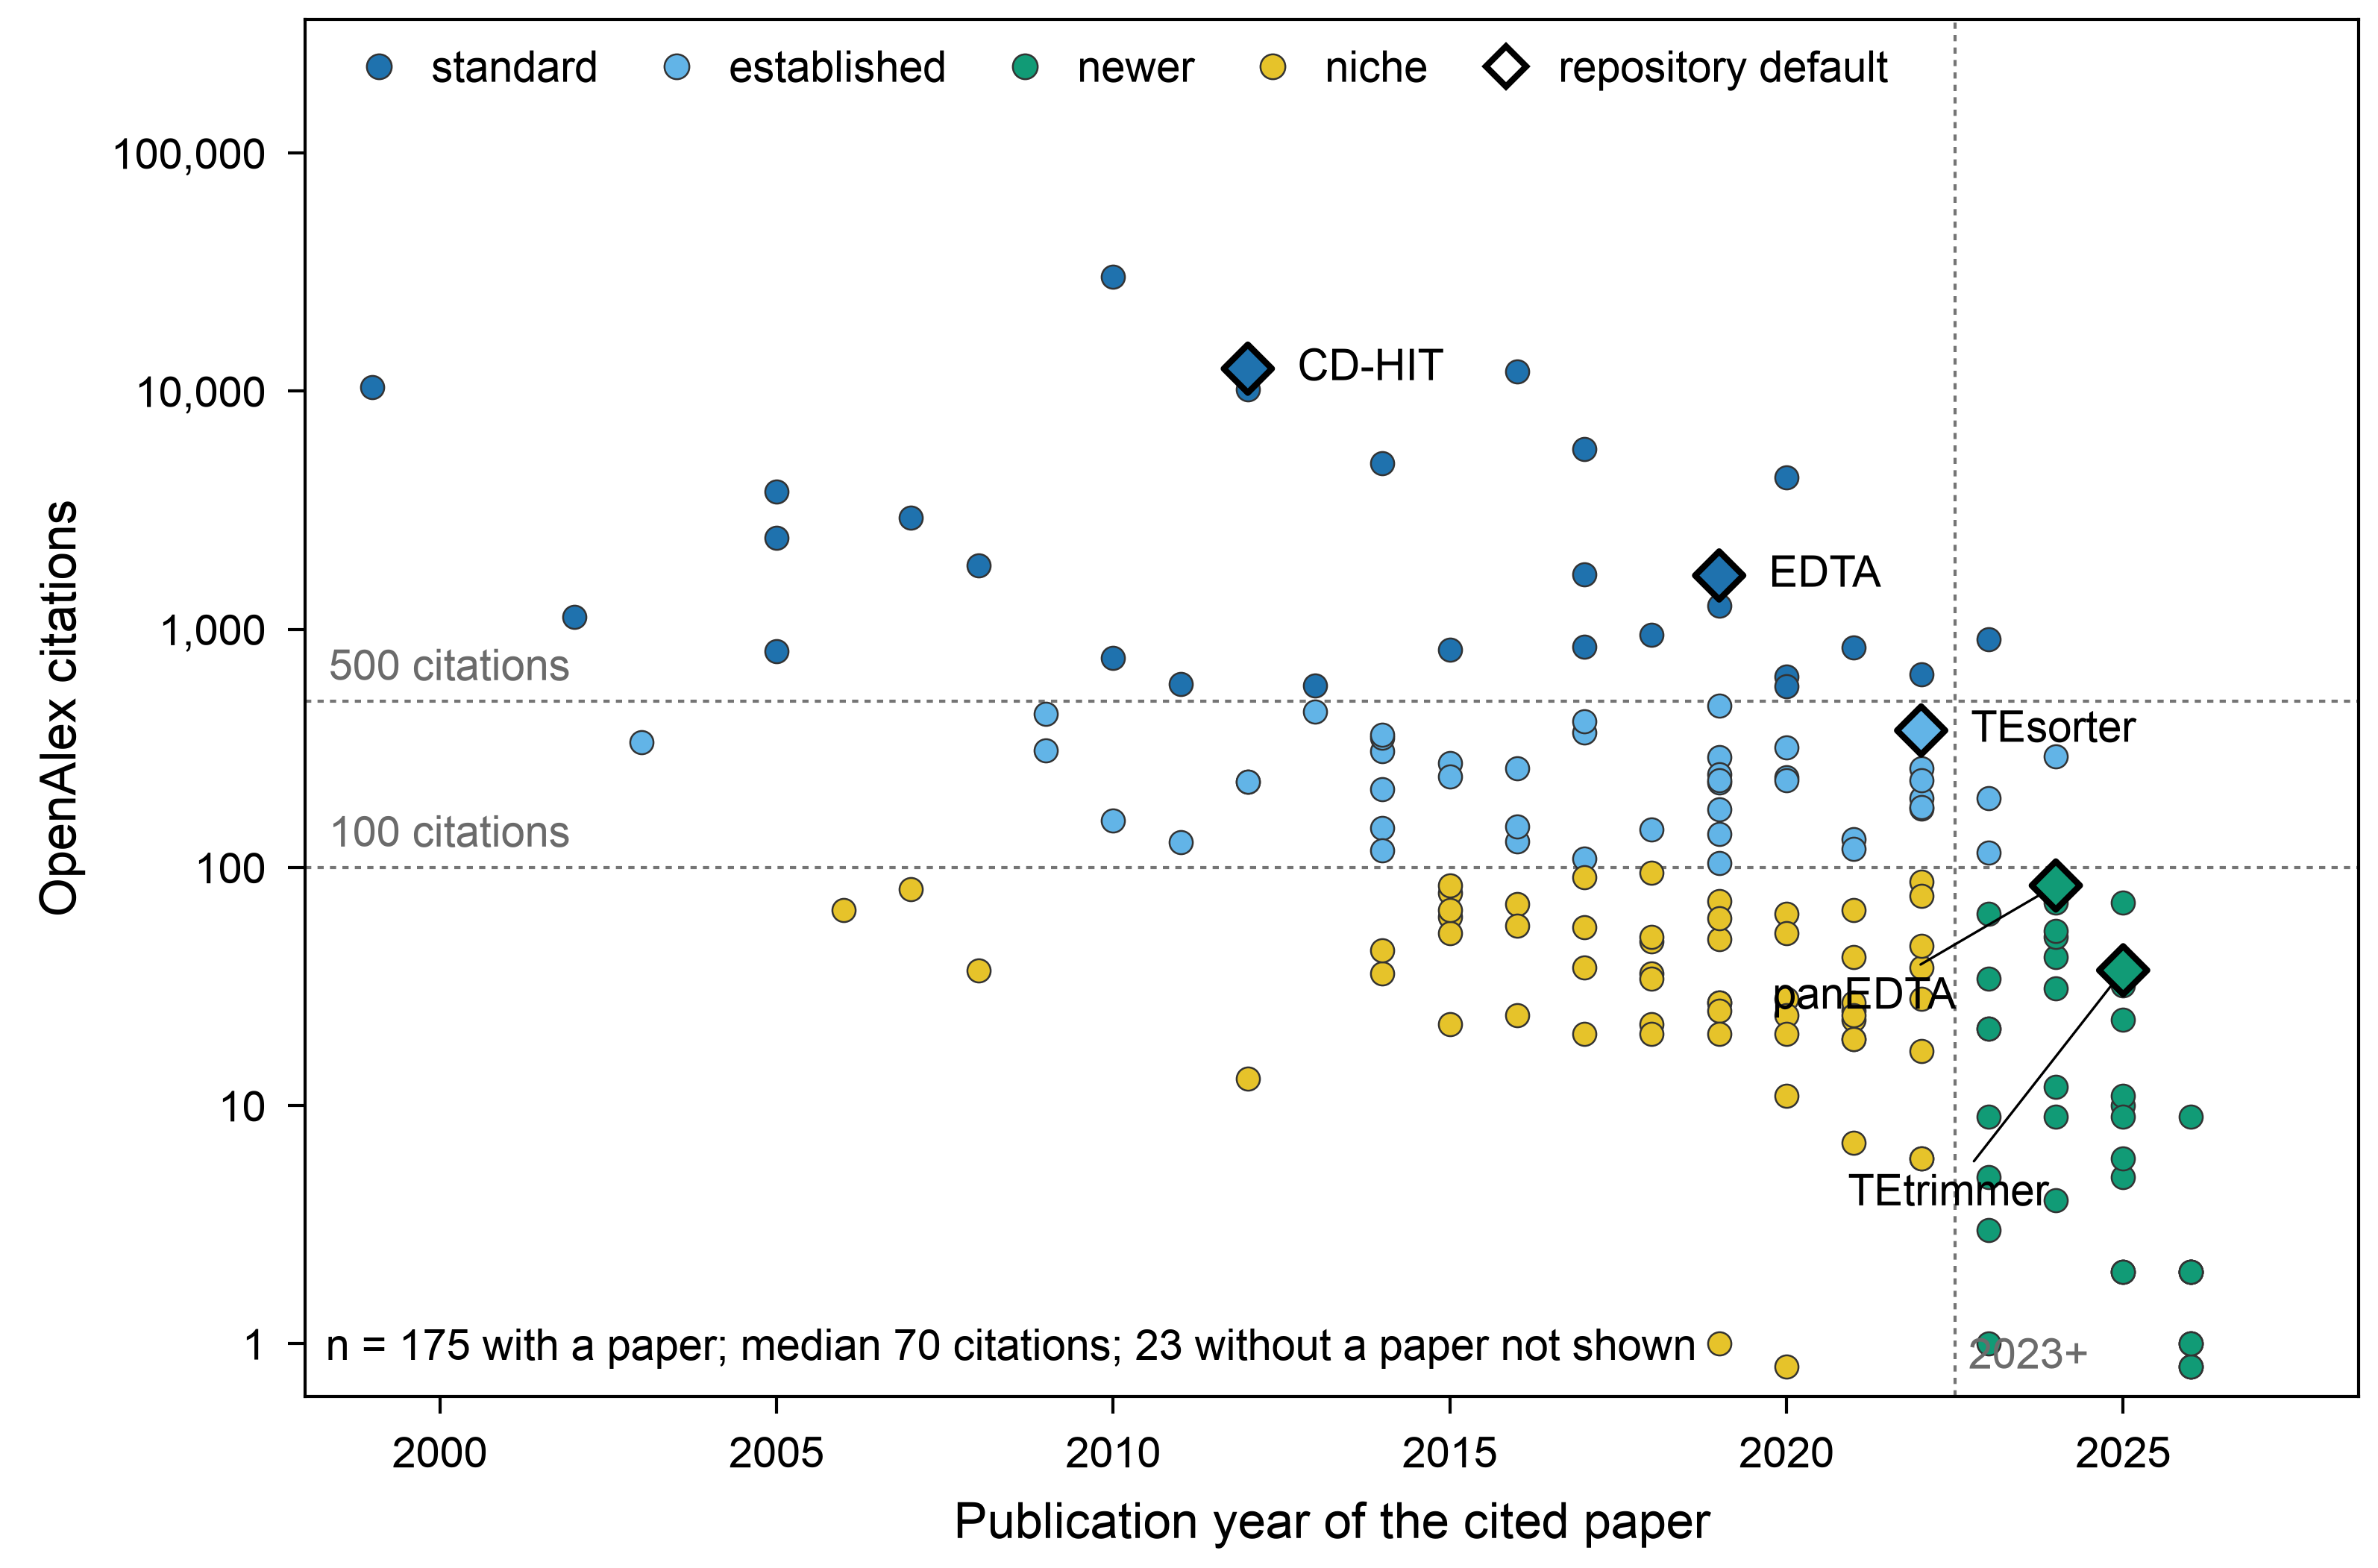 standard established newer niche repository default
100,000
10,000
1,000
100
10
1
OpenAlex citations
CD-HIT
EDTA
500 citations
TEsorter
100 citations
panEDTA
TEtrimmer
n = 175 with a paper; median 70 citations; 23 without a paper not shown
2023+
2000 2005 2010 2015 2020 2025
Publication year of the cited paper